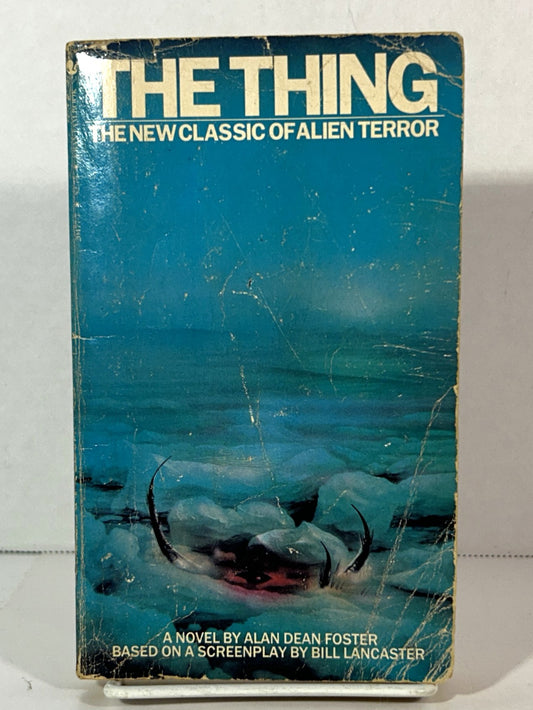 THE THING
THE NEW CLASSIC OF ALIEN TERROR
A NOVEL BY ALAN DEAN FOSTER
BASED ON A SCREENPLAY BY BILL LANCASTER